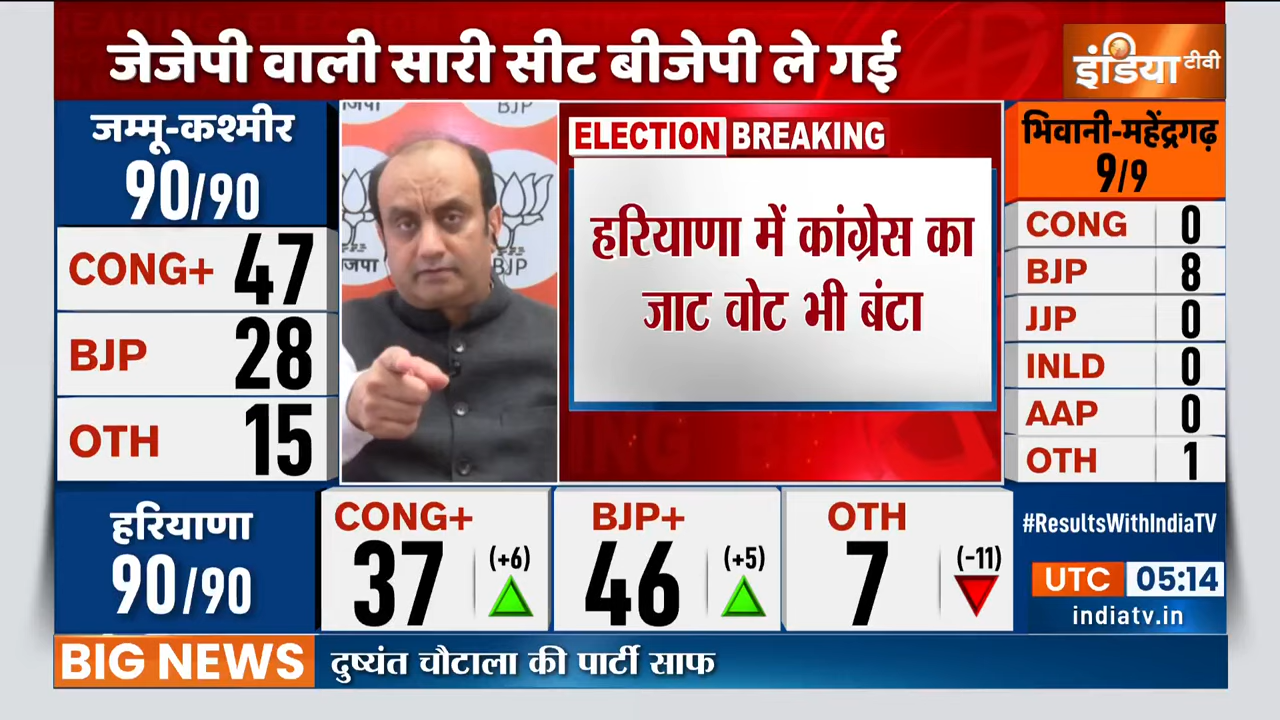 जेजेपी वाली सारी सीट बीजेपी ले गई
इंडिया टीवी
जम्मू-कश्मीर
90/90
CONG+ 47
BJP 28
OTH 15
BJP
BJP
ELECTION BREAKING
हरियाणा में कांग्रेस का
जाट वोट भी बंटा
भिवानी-महेंद्रगढ़
9/9
CONG 0
BJP 8
JJP 0
INLD 0
AAP 0
OTH 1
हरियाणा
90/90
CONG+
37 (+6)
BJP+
46 (+5)
OTH
7 (-11)
#ResultsWithIndiaTV
UTC 05:14
indiatv.in
BIG NEWS दुष्यंत चौटाला की पार्टी साफ